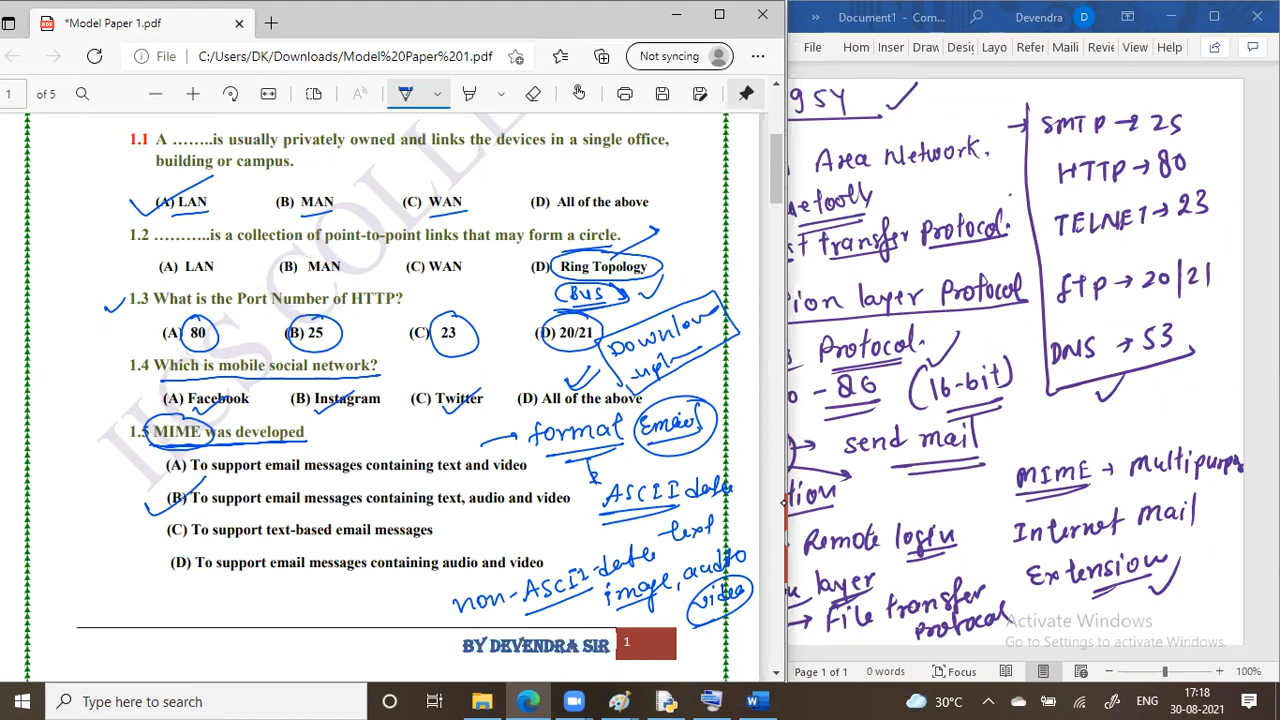 *Model Paper 1.pdf
File
C:/Users/DK/Downloads/Model%20Paper%201.pdf
Not syncing
1 of 5
1.1 A ……..is usually privately owned and links the devices in a single office,
building or campus.
(A) LAN (B) MAN (C) WAN (D) All of the above
1.2 ………..is a collection of point-to-point links that may form a circle.
(A) LAN (B) MAN (C) WAN (D) Ring Topology
(BUS)
1.3 What is the Port Number of HTTP?
(A) 80 (B) 25 (C) 23 (D) 20/21
Downlow
upl
1.4 Which is mobile social network?
(A) Facebook (B) Instagram (C) Twitter (D) All of the above
1.5 MIME was developed
format
Emails
(A) To support email messages containing text and video
ASCII data
(B) To support email messages containing text, audio and video
text
(C) To support text-based email messages
(D) To support email messages containing audio and video
non-ASCII data
image, audio
video
BY DEVENDRA SIR 1
Document1 - Com...
Devendra D
File Hom Inser Draw Desig Layo Refer Maili Revie View Help
Area Network.
transfer Protocol.
ion layer Protocol
Protocol.
- 86 (16-bit)
→ send mail
tion
Remote login
layer
→ File transfer
Protocol
→ SMTP → 25
HTTP → 80
TELNET → 23
ftp → 20/21
DNS → 53
MIME → Multipurpos
Internet Mail
Extension
Activate Windows
Go to Settings to activate Windows.
Page 1 of 1 0 words Focus 100%
Type here to search
30°C
ENG
17:18
30-08-2021